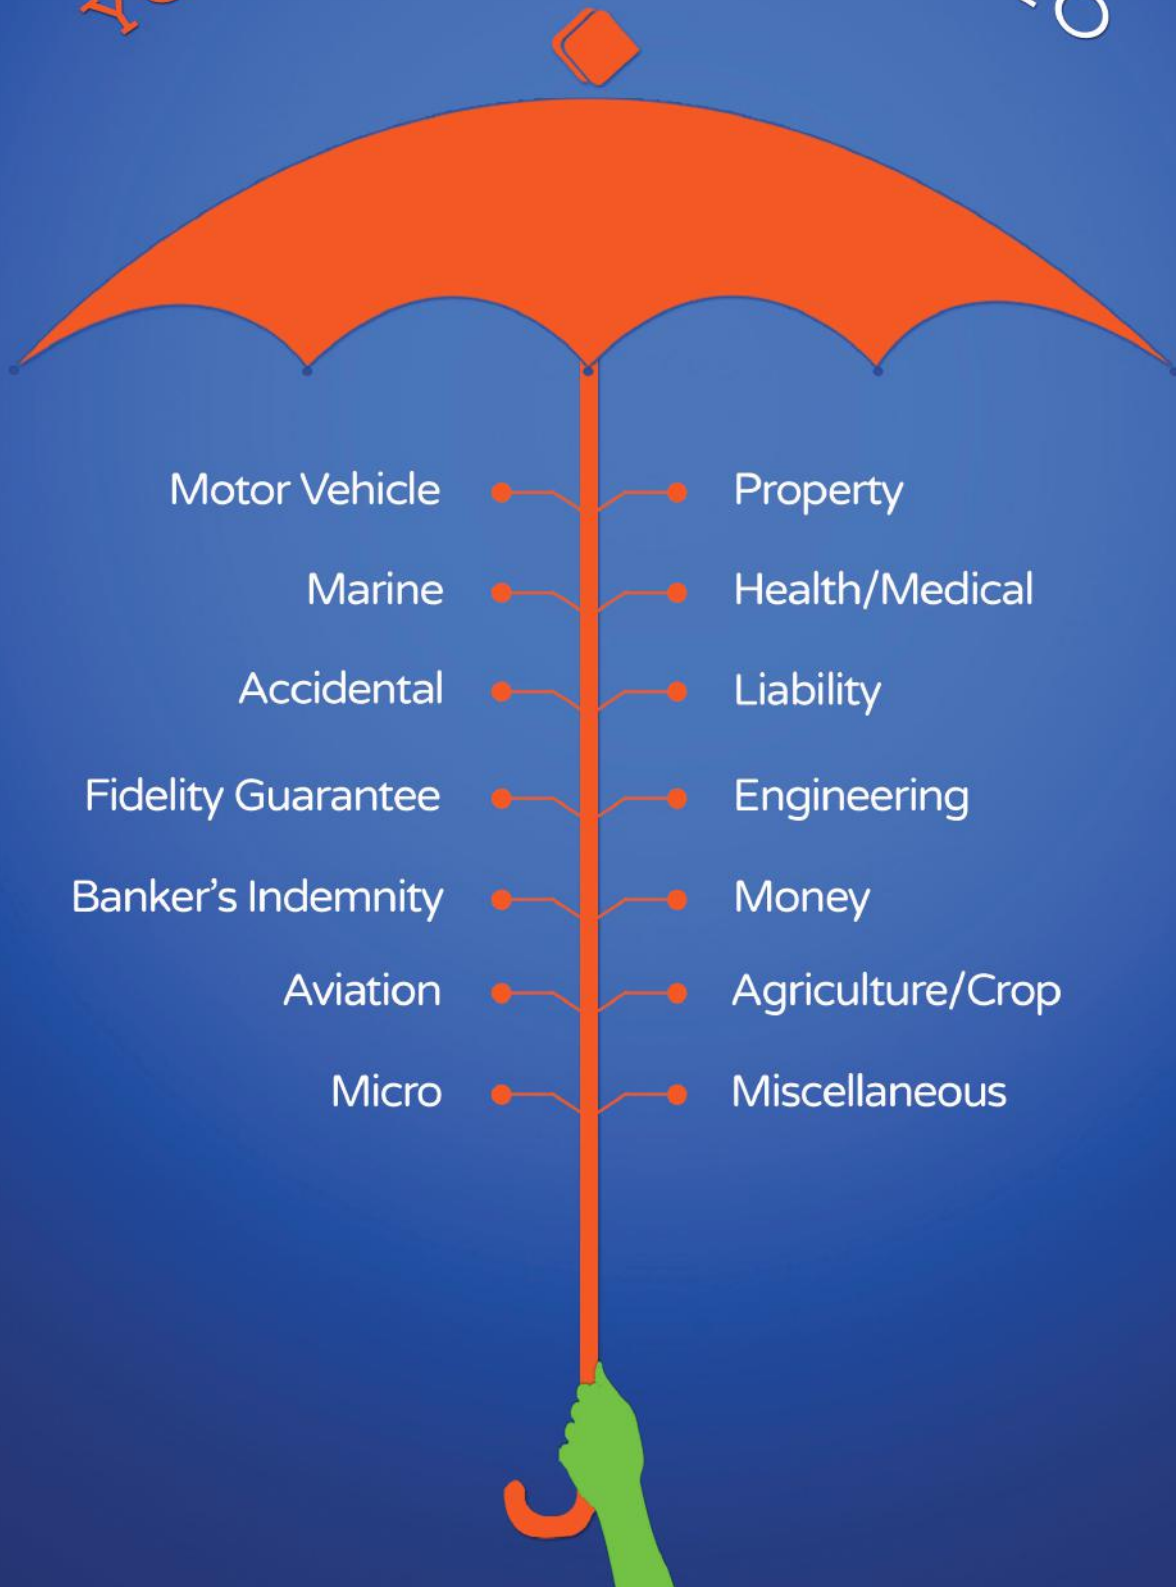 Motor Vehicle
Property
Marine
Health/Medical
Accidental
Liability
Fidelity Guarantee
Engineering
Banker's Indemnity
Money
Aviation
Agriculture/Crop
Micro
Miscellaneous